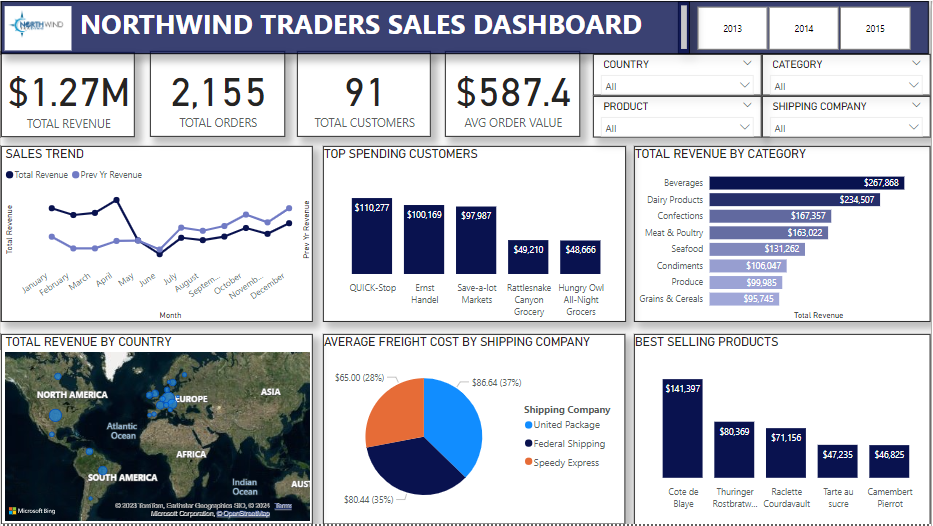 NORTHWIND
NORTHWIND TRADERS SALES DASHBOARD
2013
2014
2015
$1.27M
TOTAL REVENUE
2,155
TOTAL ORDERS
91
TOTAL CUSTOMERS
$587.4
AVG ORDER VALUE
COUNTRY
All
CATEGORY
All
PRODUCT
All
SHIPPING COMPANY
All
SALES TREND
Total Revenue
Prev Yr Revenue
Total Revenue
Prev Yr Revenue
January
February
March
April
May
June
July
August
Septem...
October
Novemb...
December
Month
TOP SPENDING CUSTOMERS
$110,277
$100,169
$97,987
$49,210
$48,666
QUICK-Stop
Ernst
Handel
Save-a-lot
Markets
Rattlesnake
Canyon
Grocery
Hungry Owl
All-Night
Grocers
TOTAL REVENUE BY CATEGORY
Beverages $267,868
Dairy Products $234,507
Confections $167,357
Meat & Poultry $163,022
Seafood $131,262
Condiments $106,047
Produce $99,985
Grains & Cereals $95,745
Total Revenue
TOTAL REVENUE BY COUNTRY
NORTH AMERICA
EUROPE
ASIA
Atlantic
Ocean
AFRICA
SOUTH AMERICA
Indian
Ocean
AUST
Microsoft Bing
© 2023 TomTom, Earthstar Geographics SIO, © 2024 Terms
Microsoft Corporation, © OpenStreetMap
AVERAGE FREIGHT COST BY SHIPPING COMPANY
$65.00 (28%)
$86.64 (37%)
$80.44 (35%)
Shipping Company
United Package
Federal Shipping
Speedy Express
BEST SELLING PRODUCTS
$141,397
$80,369
$71,156
$47,235
$46,825
Cote de
Blaye
Thuringer
Rostbratw...
Raclette
Courdavault
Tarte au
sucre
Camembert
Pierrot